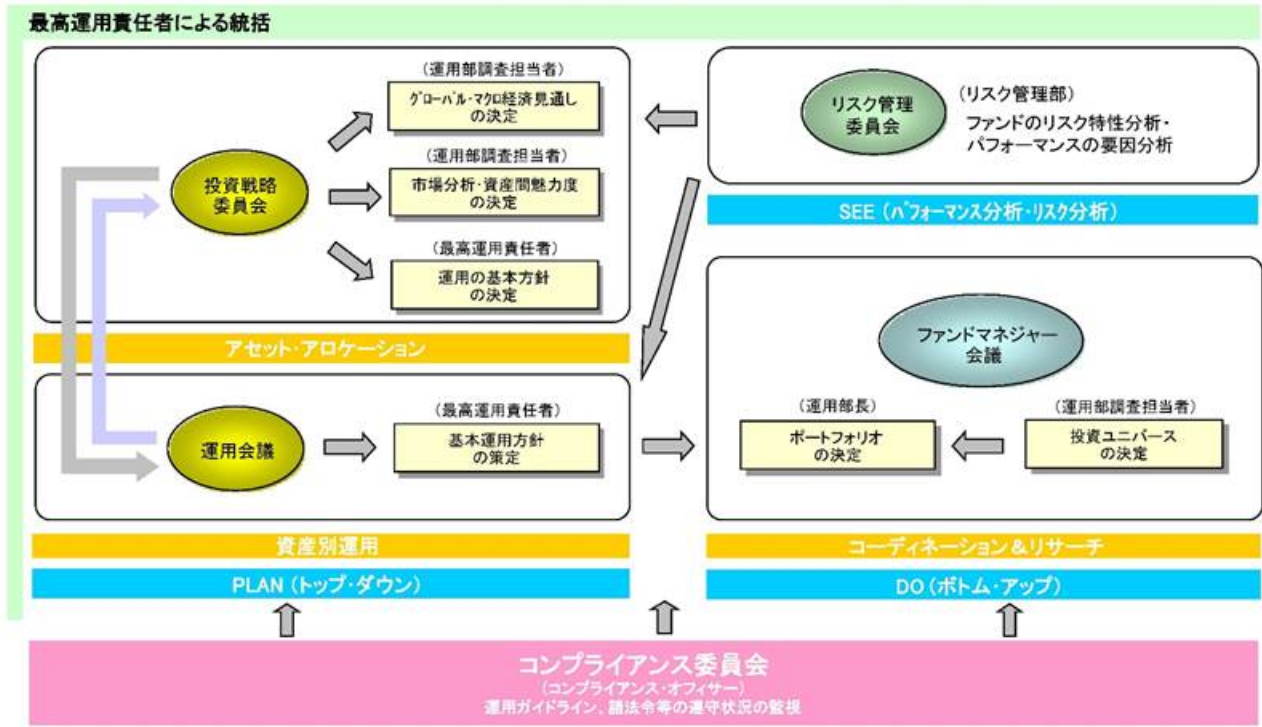 最高運用責任者による統括
(運用部調査担当者)
グローバル・マクロ経済見通し
の決定
(運用部調査担当者)
市場分析・資産間魅力度
の決定
(最高運用責任者)
運用の基本方針
の決定
投資戦略
委員会
アセット・アロケーション
運用会議
(最高運用責任者)
基本運用方針
の策定
資産別運用
PLAN (トップ・ダウン)
リスク管理
委員会
(リスク管理部)
ファンドのリスク特性分析・
パフォーマンスの要因分析
SEE (パフォーマンス分析・リスク分析)
ファンドマネジャー
会議
(運用部長)
ポートフォリオ
の決定
(運用部調査担当者)
投資ユニバース
の決定
コーディネーション&リサーチ
DO (ボトム・アップ)
コンプライアンス委員会
(コンプライアンス・オフィサー)
運用ガイドライン、諸法令等の遵守状況の監視